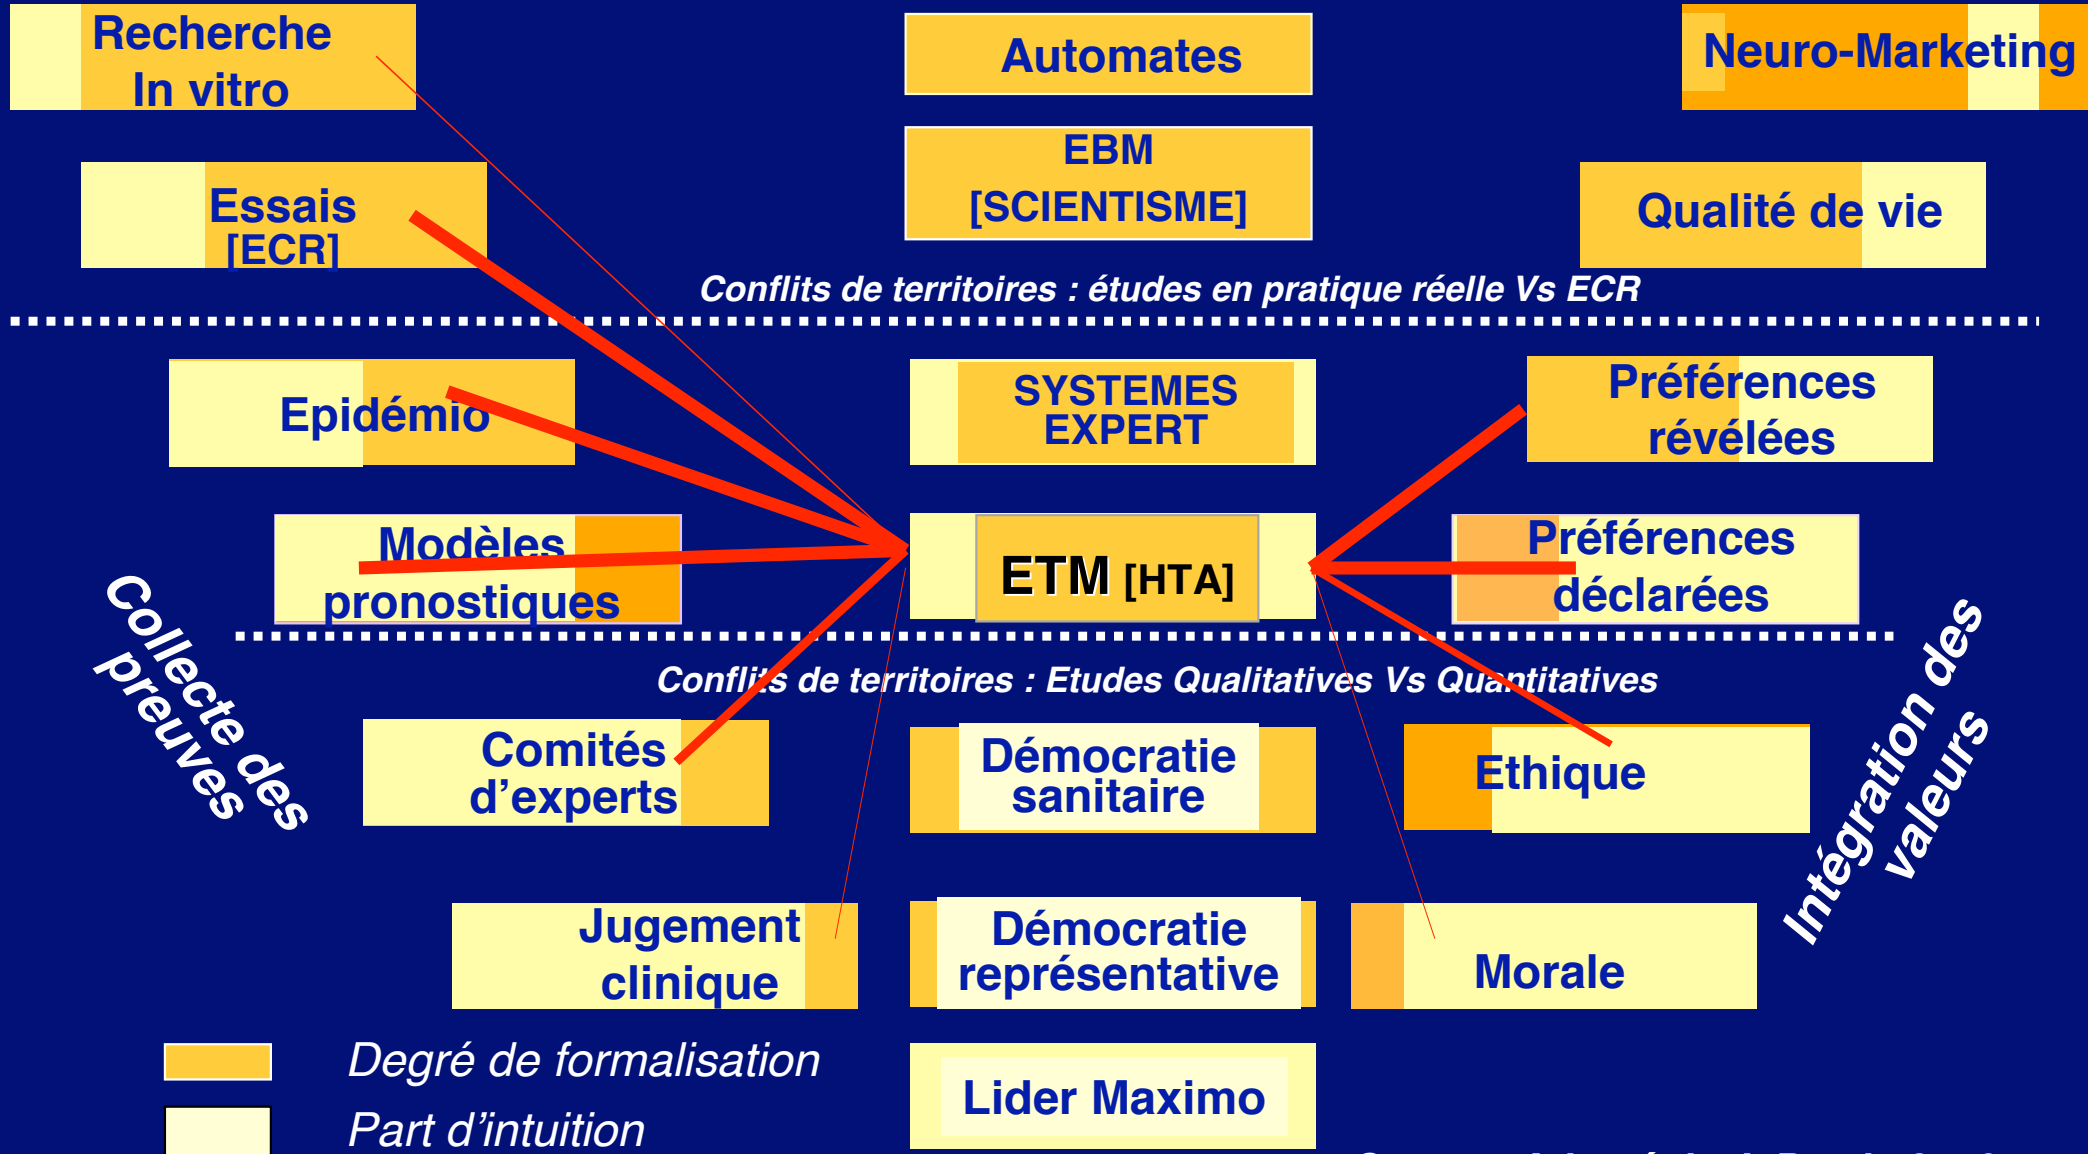 Recherche
In vitro
Automates
Neuro-Marketing
EBM
[SCIENTISME]
Essais
[ECR]
Qualité de vie
Conflits de territoires : études en pratique réelle Vs ECR
Epidémio
SYSTEMES
EXPERT
Préférences
révélées
Modèles
pronostiques
ETM [HTA]
Préférences
déclarées
Collecte des
preuves
Conflits de territoires : Etudes Qualitatives Vs Quantitatives
Intégration des
valeurs
Comités
d’experts
Démocratie
sanitaire
Ethique
Jugement
clinique
Démocratie
représentative
Morale
Degré de formalisation
Lider Maximo
Part d’intuition